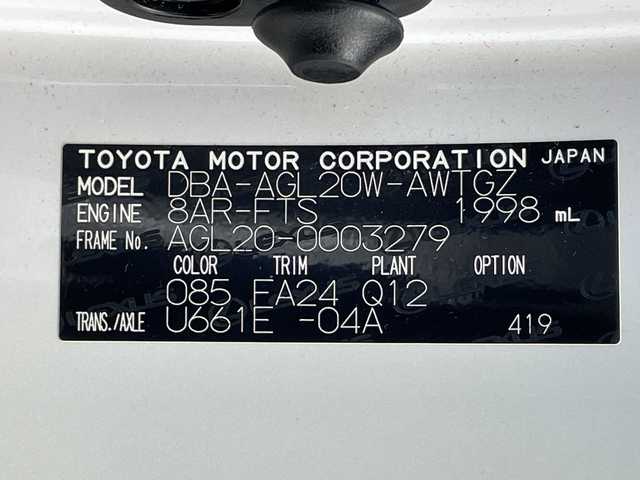 TOYOTA MOTOR CORPORATION JAPAN
MODEL DBA-AGL20W-AWTGZ
ENGINE 8AR-FTS 1998 mL
FRAME No. AGL20-0003279
COLOR TRIM PLANT OPTION
085 FA24 Q12
TRANS./AXLE U661E -04A 419